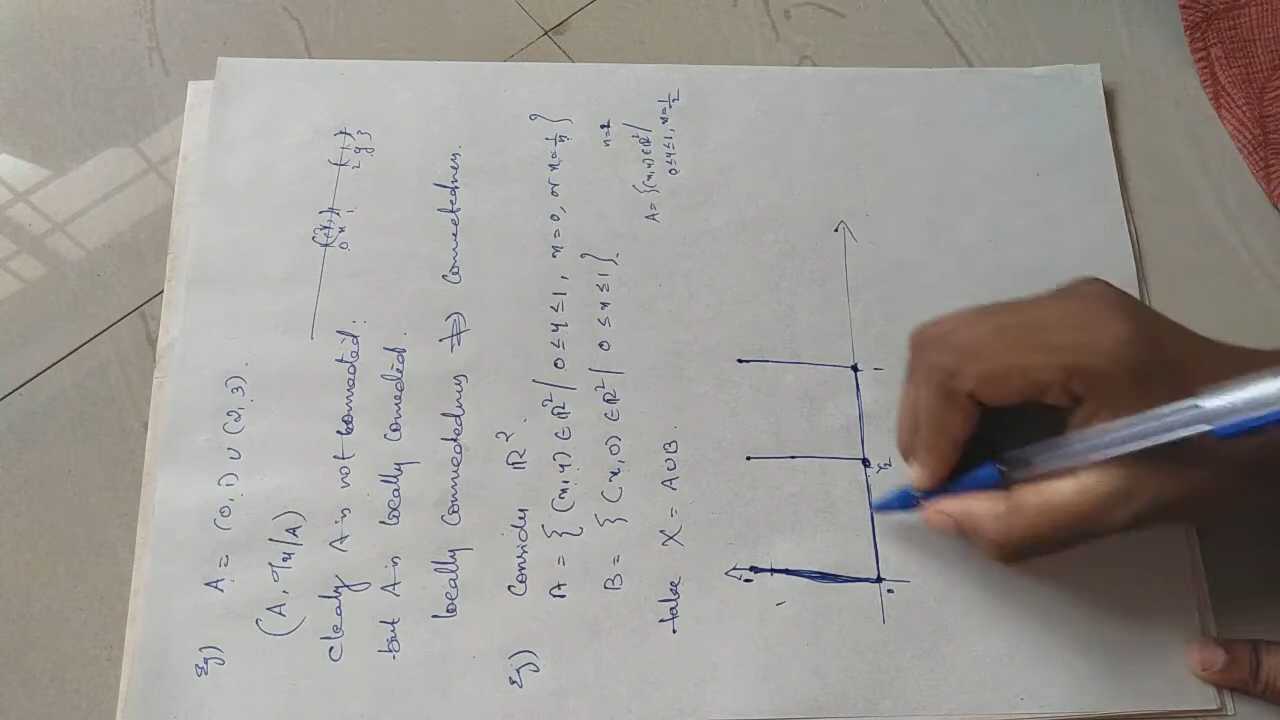 Eg) A = (0,1) ∪ (2,3).
(A, τu/A)
0 x 1 2 y 3
Clearly A is not connected.
but A is locally connected.
locally connectedness ⇏ connectedness.
Eg) Consider ℝ².
A = { (x,y) ∈ ℝ² / 0 ≤ y ≤ 1, x = 0, or x = 1/n }
B = { (x,0) ∈ ℝ² / 0 ≤ x ≤ 1 }
n=2
A = {(x,y) ∈ ℝ² /
0 ≤ y ≤ 1, x = 1/2
take X = A∪B.
1
0
1/2
1